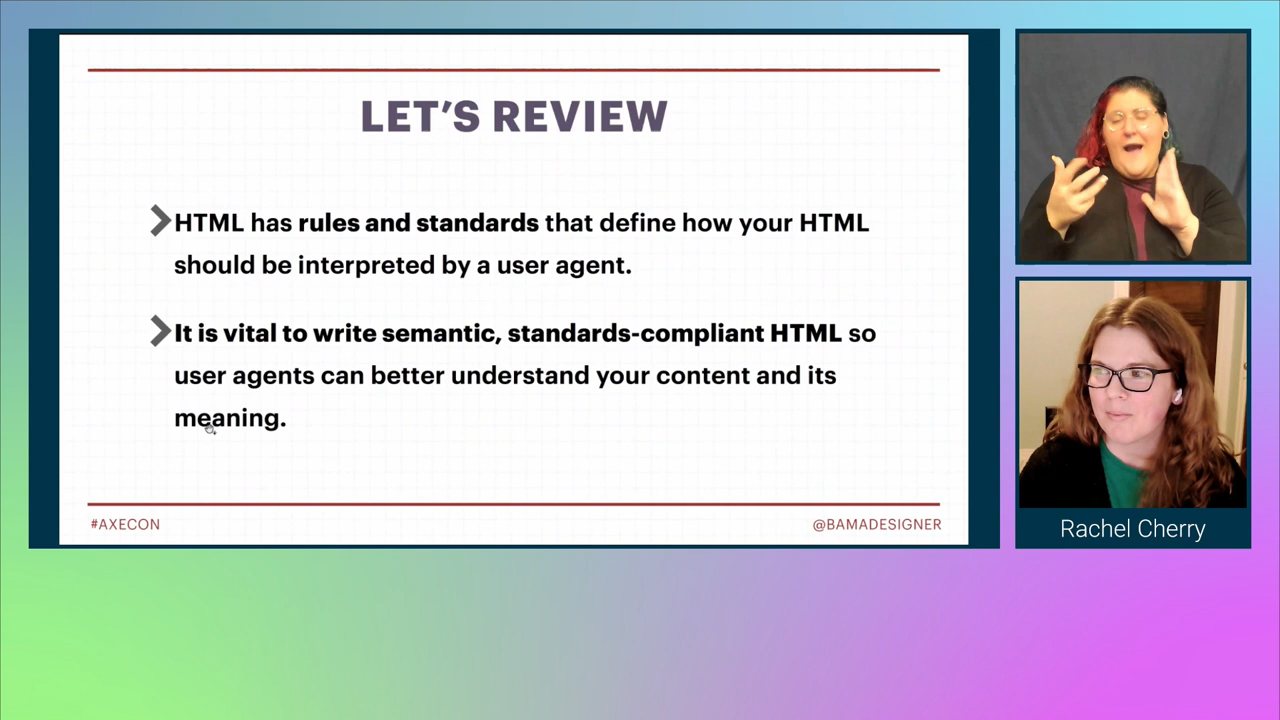 LET’S REVIEW
HTML has rules and standards that define how your HTML
should be interpreted by a user agent.
It is vital to write semantic, standards-compliant HTML so
user agents can better understand your content and its
meaning.
#AXECON
@BAMADESIGNER
Rachel Cherry